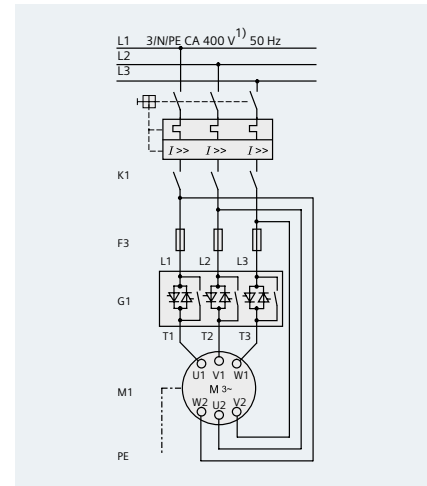 L1 3/N/PE CA 400 V 1) 50 Hz
L2
L3
I >> I >> I >>
K1
F3
L1 L2 L3
G1
T1 T2 T3
U1 V1 W1
M 3~
M1
W2 U2 V2
PE